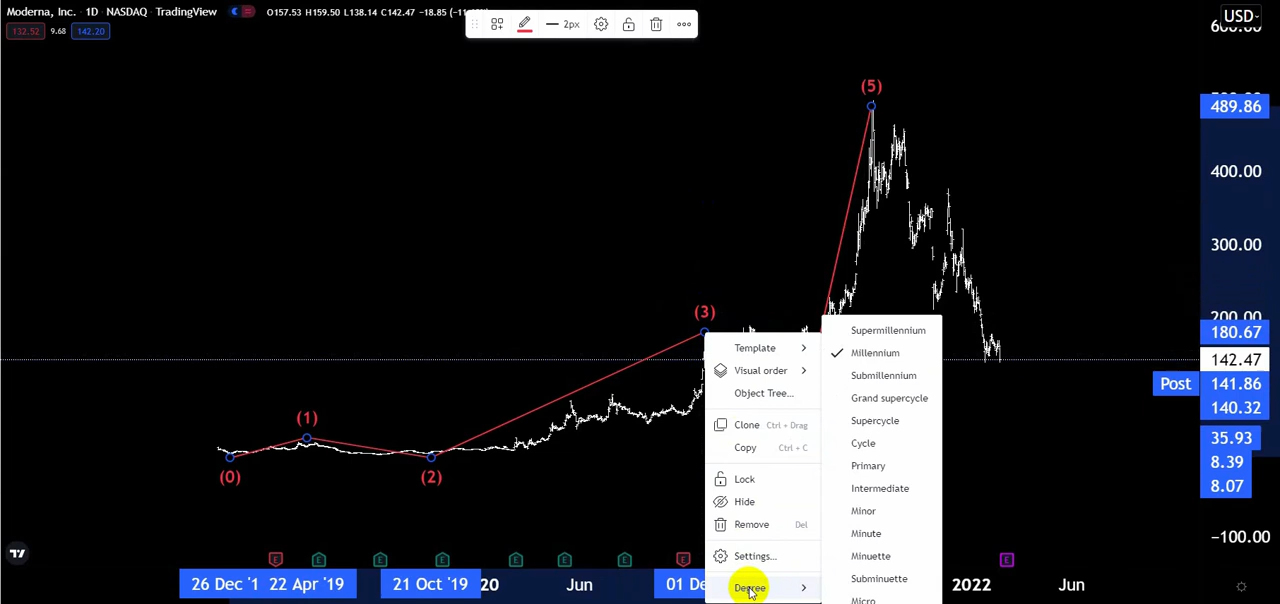 Moderna, Inc. · 1D · NASDAQ · TradingView
O157.53 H159.50 L138.14 C142.47 -18.85
132.52 9.68 142.20
2px
USD
(5)
489.86
400.00
300.00
(3)
200.00
180.67
142.47
Post 141.86
140.32
(1)
35.93
8.39
8.07
(0)
(2)
-100.00
Template
Visual order
Object Tree...
Clone Ctrl + Drag
Copy Ctrl + C
Lock
Hide
Remove Del
Settings...
Degree
Supermillennium
Millennium
Submillennium
Grand supercycle
Supercycle
Cycle
Primary
Intermediate
Minor
Minute
Minuette
Subminuette
Micro
E E E E E E E E E
26 Dec '1 22 Apr '19 21 Oct '19 20 Jun 01 De 2022 Jun